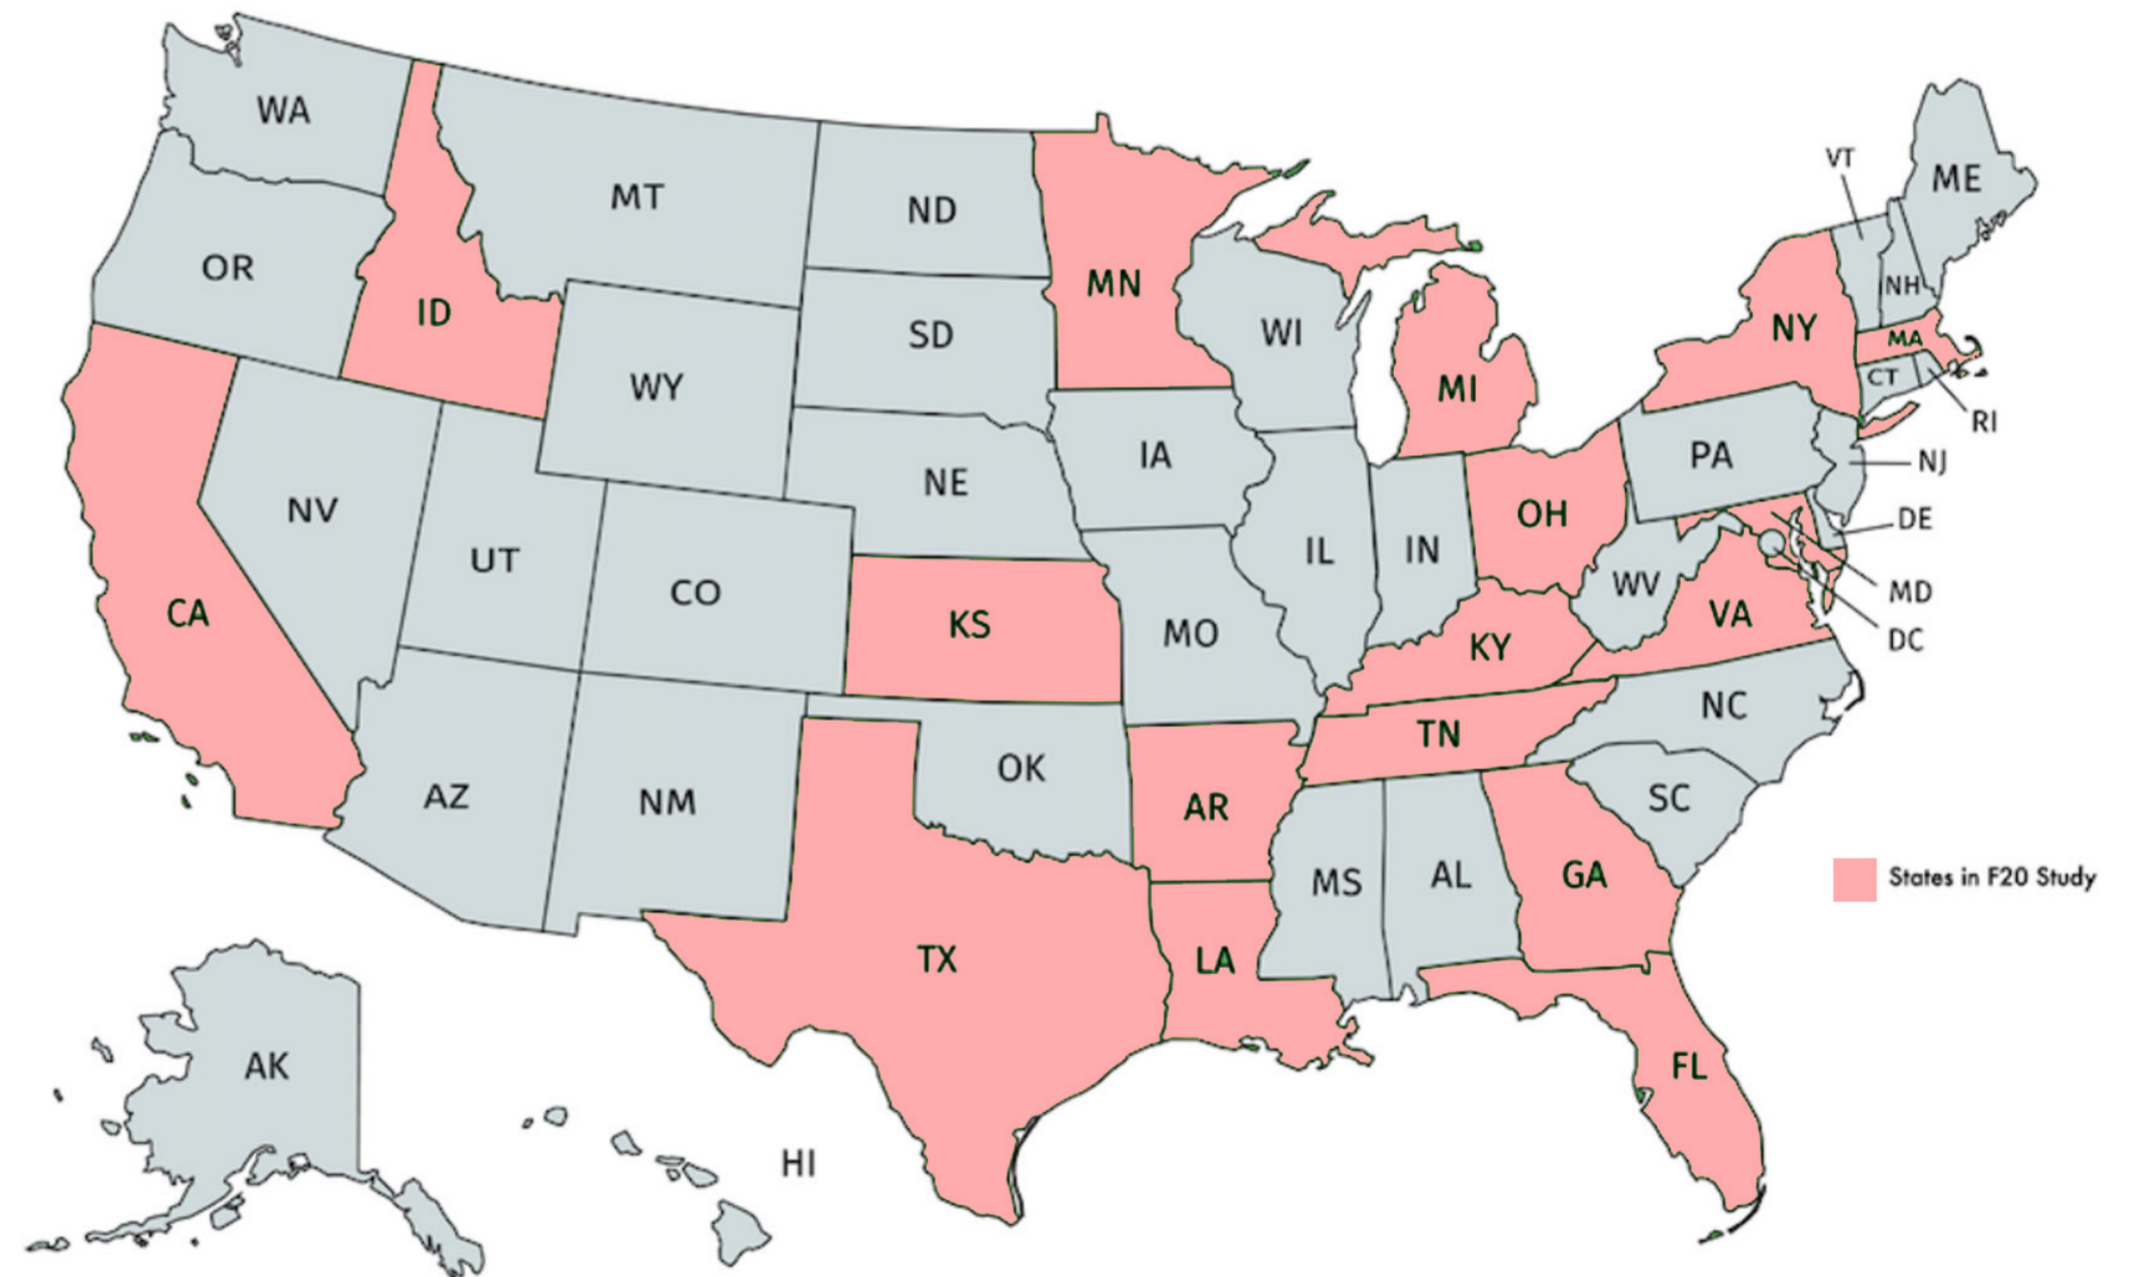 WA
MT
ND
MN
VT
ME
OR
ID
SD
WI
NH
NY
MA
WY
MI
CT
RI
IA
PA
NJ
NE
NV
OH
DE
UT
IL
IN
CO
WV
MD
CA
KS
MO
VA
DC
KY
NC
TN
OK
AZ
NM
AR
SC
MS
AL
GA
States in F20 Study
TX
LA
FL
AK
HI